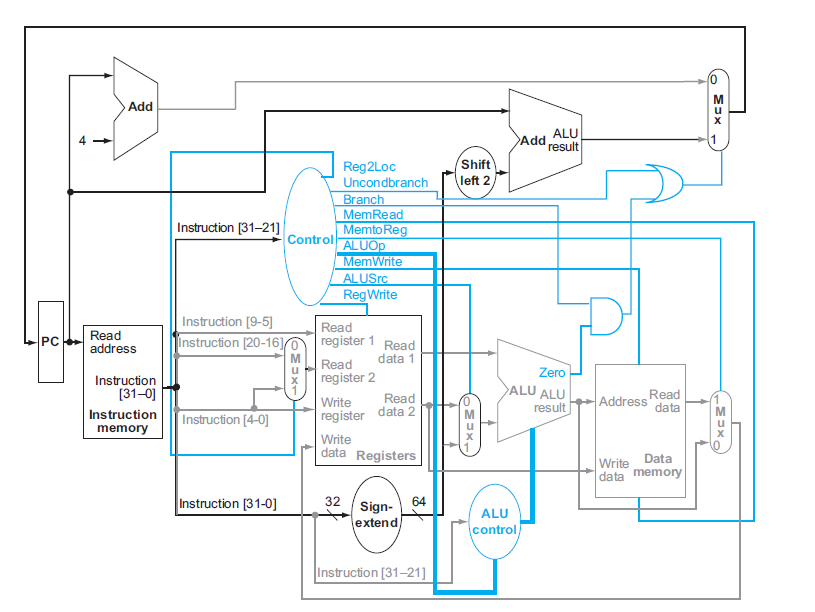 0
M
u
x
1
Add
4
Add
ALU
result
Shift
left 2
Reg2Loc
Uncondbranch
Branch
MemRead
MemtoReg
ALUOp
MemWrite
ALUSrc
RegWrite
Control
Instruction [31–21]
PC
Read
address
Instruction
[31–0]
Instruction
memory
Instruction [9-5]
Instruction [20-16]
Instruction [4-0]
0
M
u
x
1
Read
register 1
Read
register 2
Write
register
Write
data
Read
data 1
Read
data 2
Registers
0
M
u
x
1
Zero
ALU
ALU
result
Address
Read
data
Write
data
Data
memory
1
M
u
x
0
Instruction [31-0]
32
Sign-
extend
64
ALU
control
Instruction [31–21]